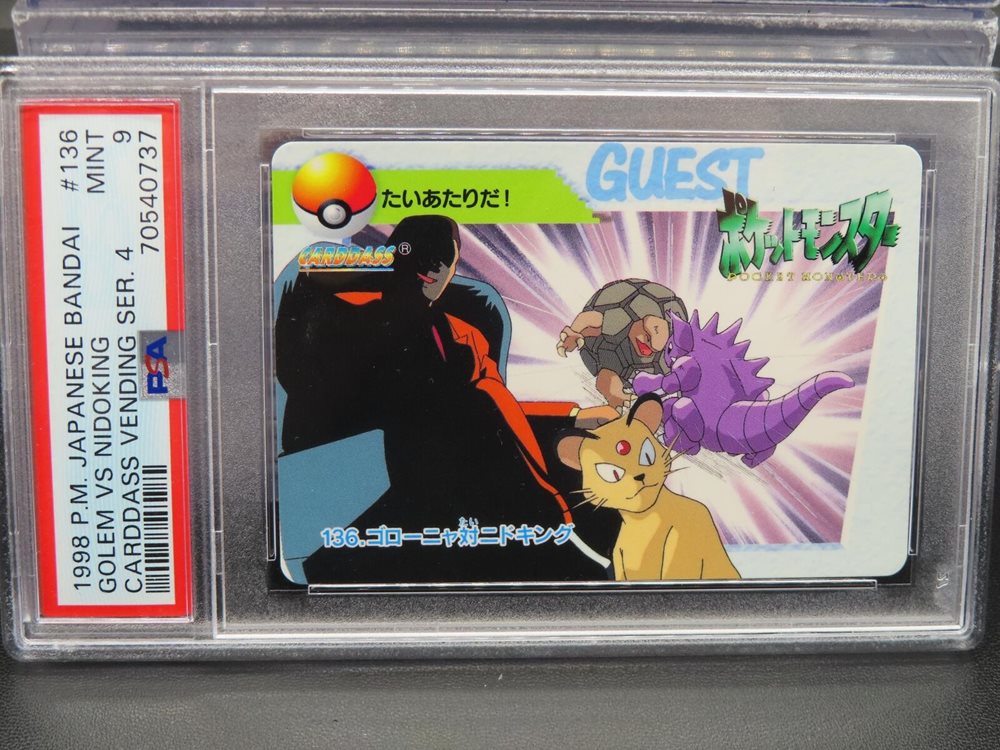 1998 P.M. JAPANESE BANDAI #136
GOLEM VS NIDOKING MINT
CARDDASS VENDING SER. 4 9
70540737
PSA
GUEST
たいあたりだ!
CARDDASS®
ポケットモンスター
POCKET MONSTERS
136.ゴローニャ対ニドキング
たい